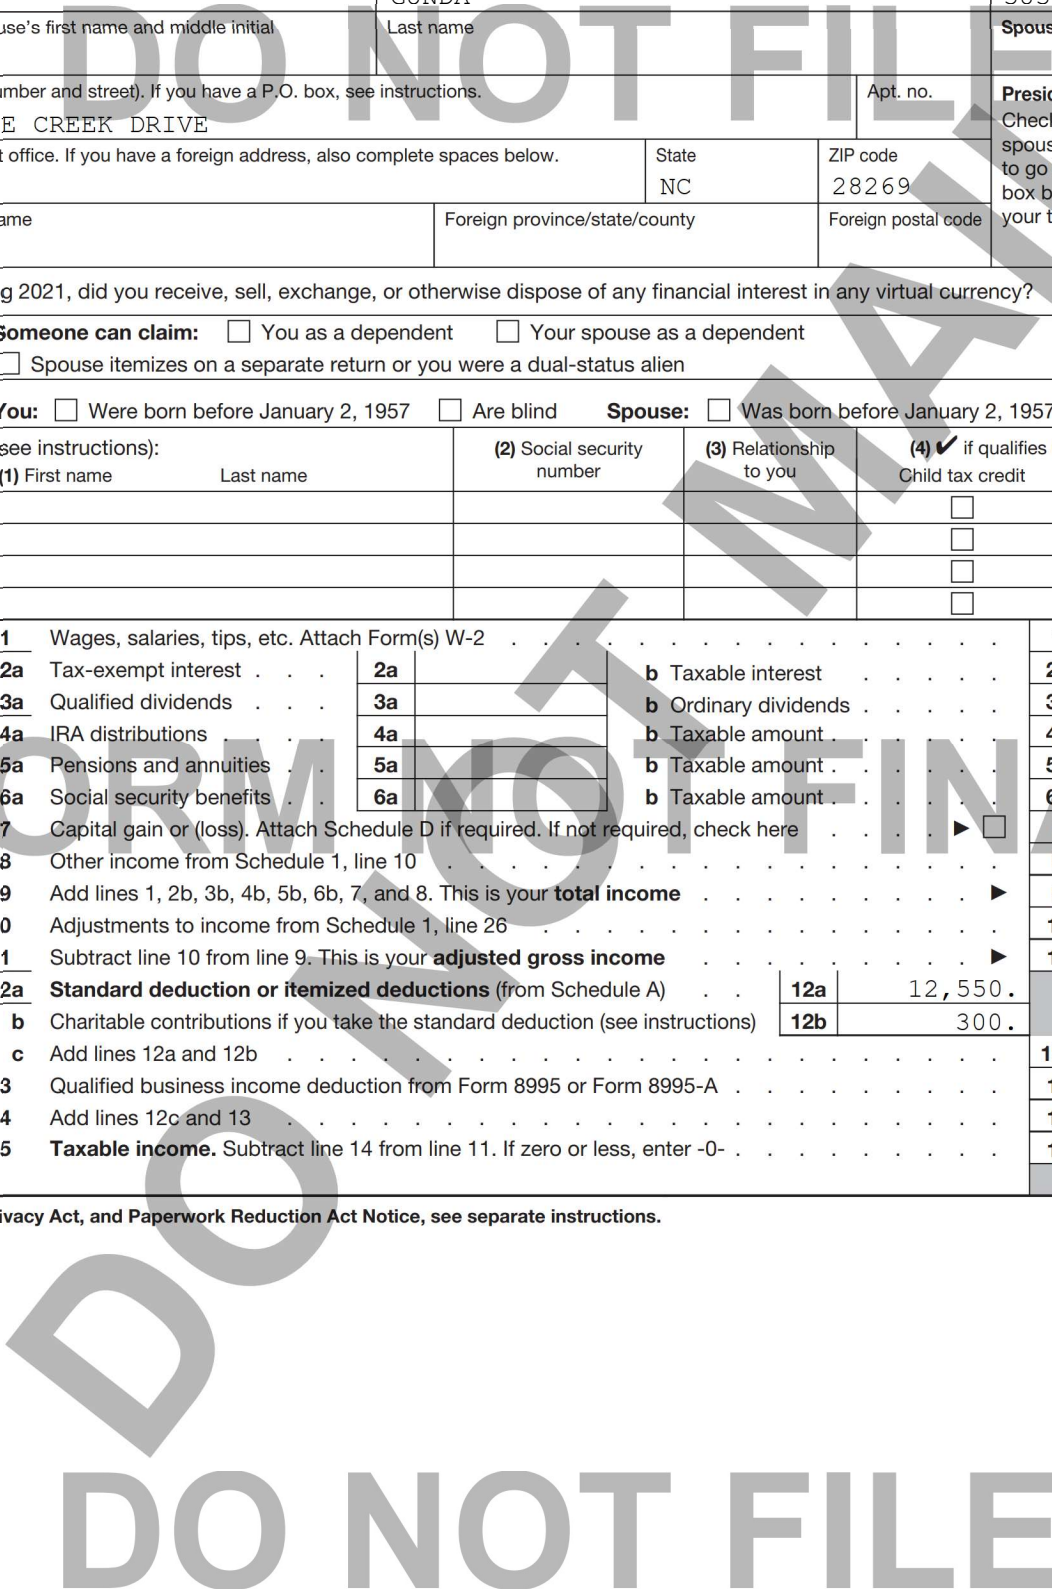 Last name
Spous
use's first name and middle initial
umber and street). If you have a P.O. box, see instructions.
Apt. no.
E CREEK DRIVE
Presid
Check
spous
to go
box b
your t
t office. If you have a foreign address, also complete spaces below.
State
ZIP code
NC
28269
ame
Foreign province/state/county
Foreign postal code
g 2021, did you receive, sell, exchange, or otherwise dispose of any financial interest in any virtual currency?
Someone can claim: You as a dependent Your spouse as a dependent
Spouse itemizes on a separate return or you were a dual-status alien
You: Were born before January 2, 1957 Are blind Spouse: Was born before January 2, 1957
see instructions):
(1) First name Last name
(2) Social security
number
(3) Relationship
to you
(4) ✔ if qualifies
Child tax credit
1 Wages, salaries, tips, etc. Attach Form(s) W-2 . . . . . . . . . . . . . . . .
2a Tax-exempt interest . . . 2a b Taxable interest . . . . . 2
3a Qualified dividends . . . 3a b Ordinary dividends . . . . . 3
4a IRA distributions . . . . 4a b Taxable amount . . . . . . 4
5a Pensions and annuities . . 5a b Taxable amount . . . . . . 5
6a Social security benefits . . 6a b Taxable amount . . . . . . 6
7 Capital gain or (loss). Attach Schedule D if required. If not required, check here . . . . ▶
8 Other income from Schedule 1, line 10 . . . . . . . . . . . . . . . . . .
9 Add lines 1, 2b, 3b, 4b, 5b, 6b, 7, and 8. This is your total income . . . . . . . . . ▶
0 Adjustments to income from Schedule 1, line 26 . . . . . . . . . . . . . . . 1
1 Subtract line 10 from line 9. This is your adjusted gross income . . . . . . . . . ▶ 1
2a Standard deduction or itemized deductions (from Schedule A) . . 12a 12,550.
b Charitable contributions if you take the standard deduction (see instructions) 12b 300.
c Add lines 12a and 12b . . . . . . . . . . . . . . . . . . . . . . . 1
3 Qualified business income deduction from Form 8995 or Form 8995-A . . . . . . . . . 1
4 Add lines 12c and 13 . . . . . . . . . . . . . . . . . . . . . . . 1
5 Taxable income. Subtract line 14 from line 11. If zero or less, enter -0- . . . . . . . . . 1
ivacy Act, and Paperwork Reduction Act Notice, see separate instructions.
DO NOT FILE
ORM NOT FINA
DO NOT MAIL
DO NOT FILE